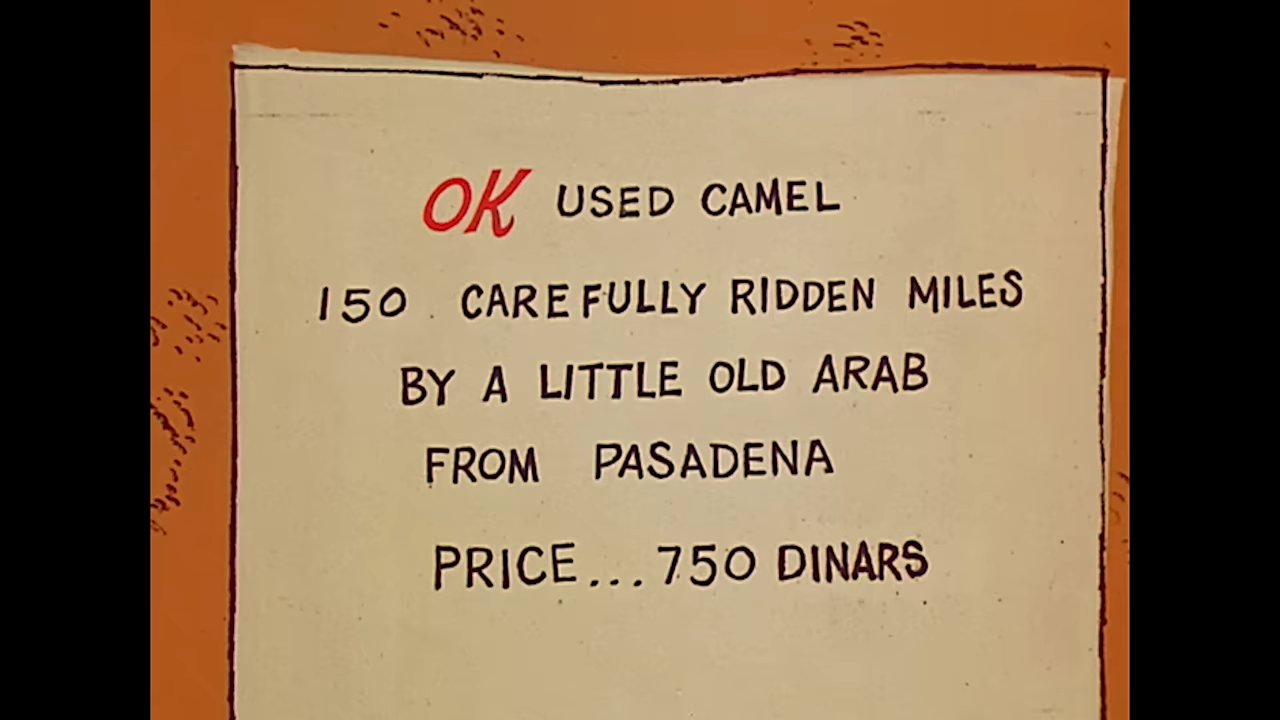 OK USED CAMEL
150 CAREFULLY RIDDEN MILES
BY A LITTLE OLD ARAB
FROM PASADENA
PRICE...750 DINARS